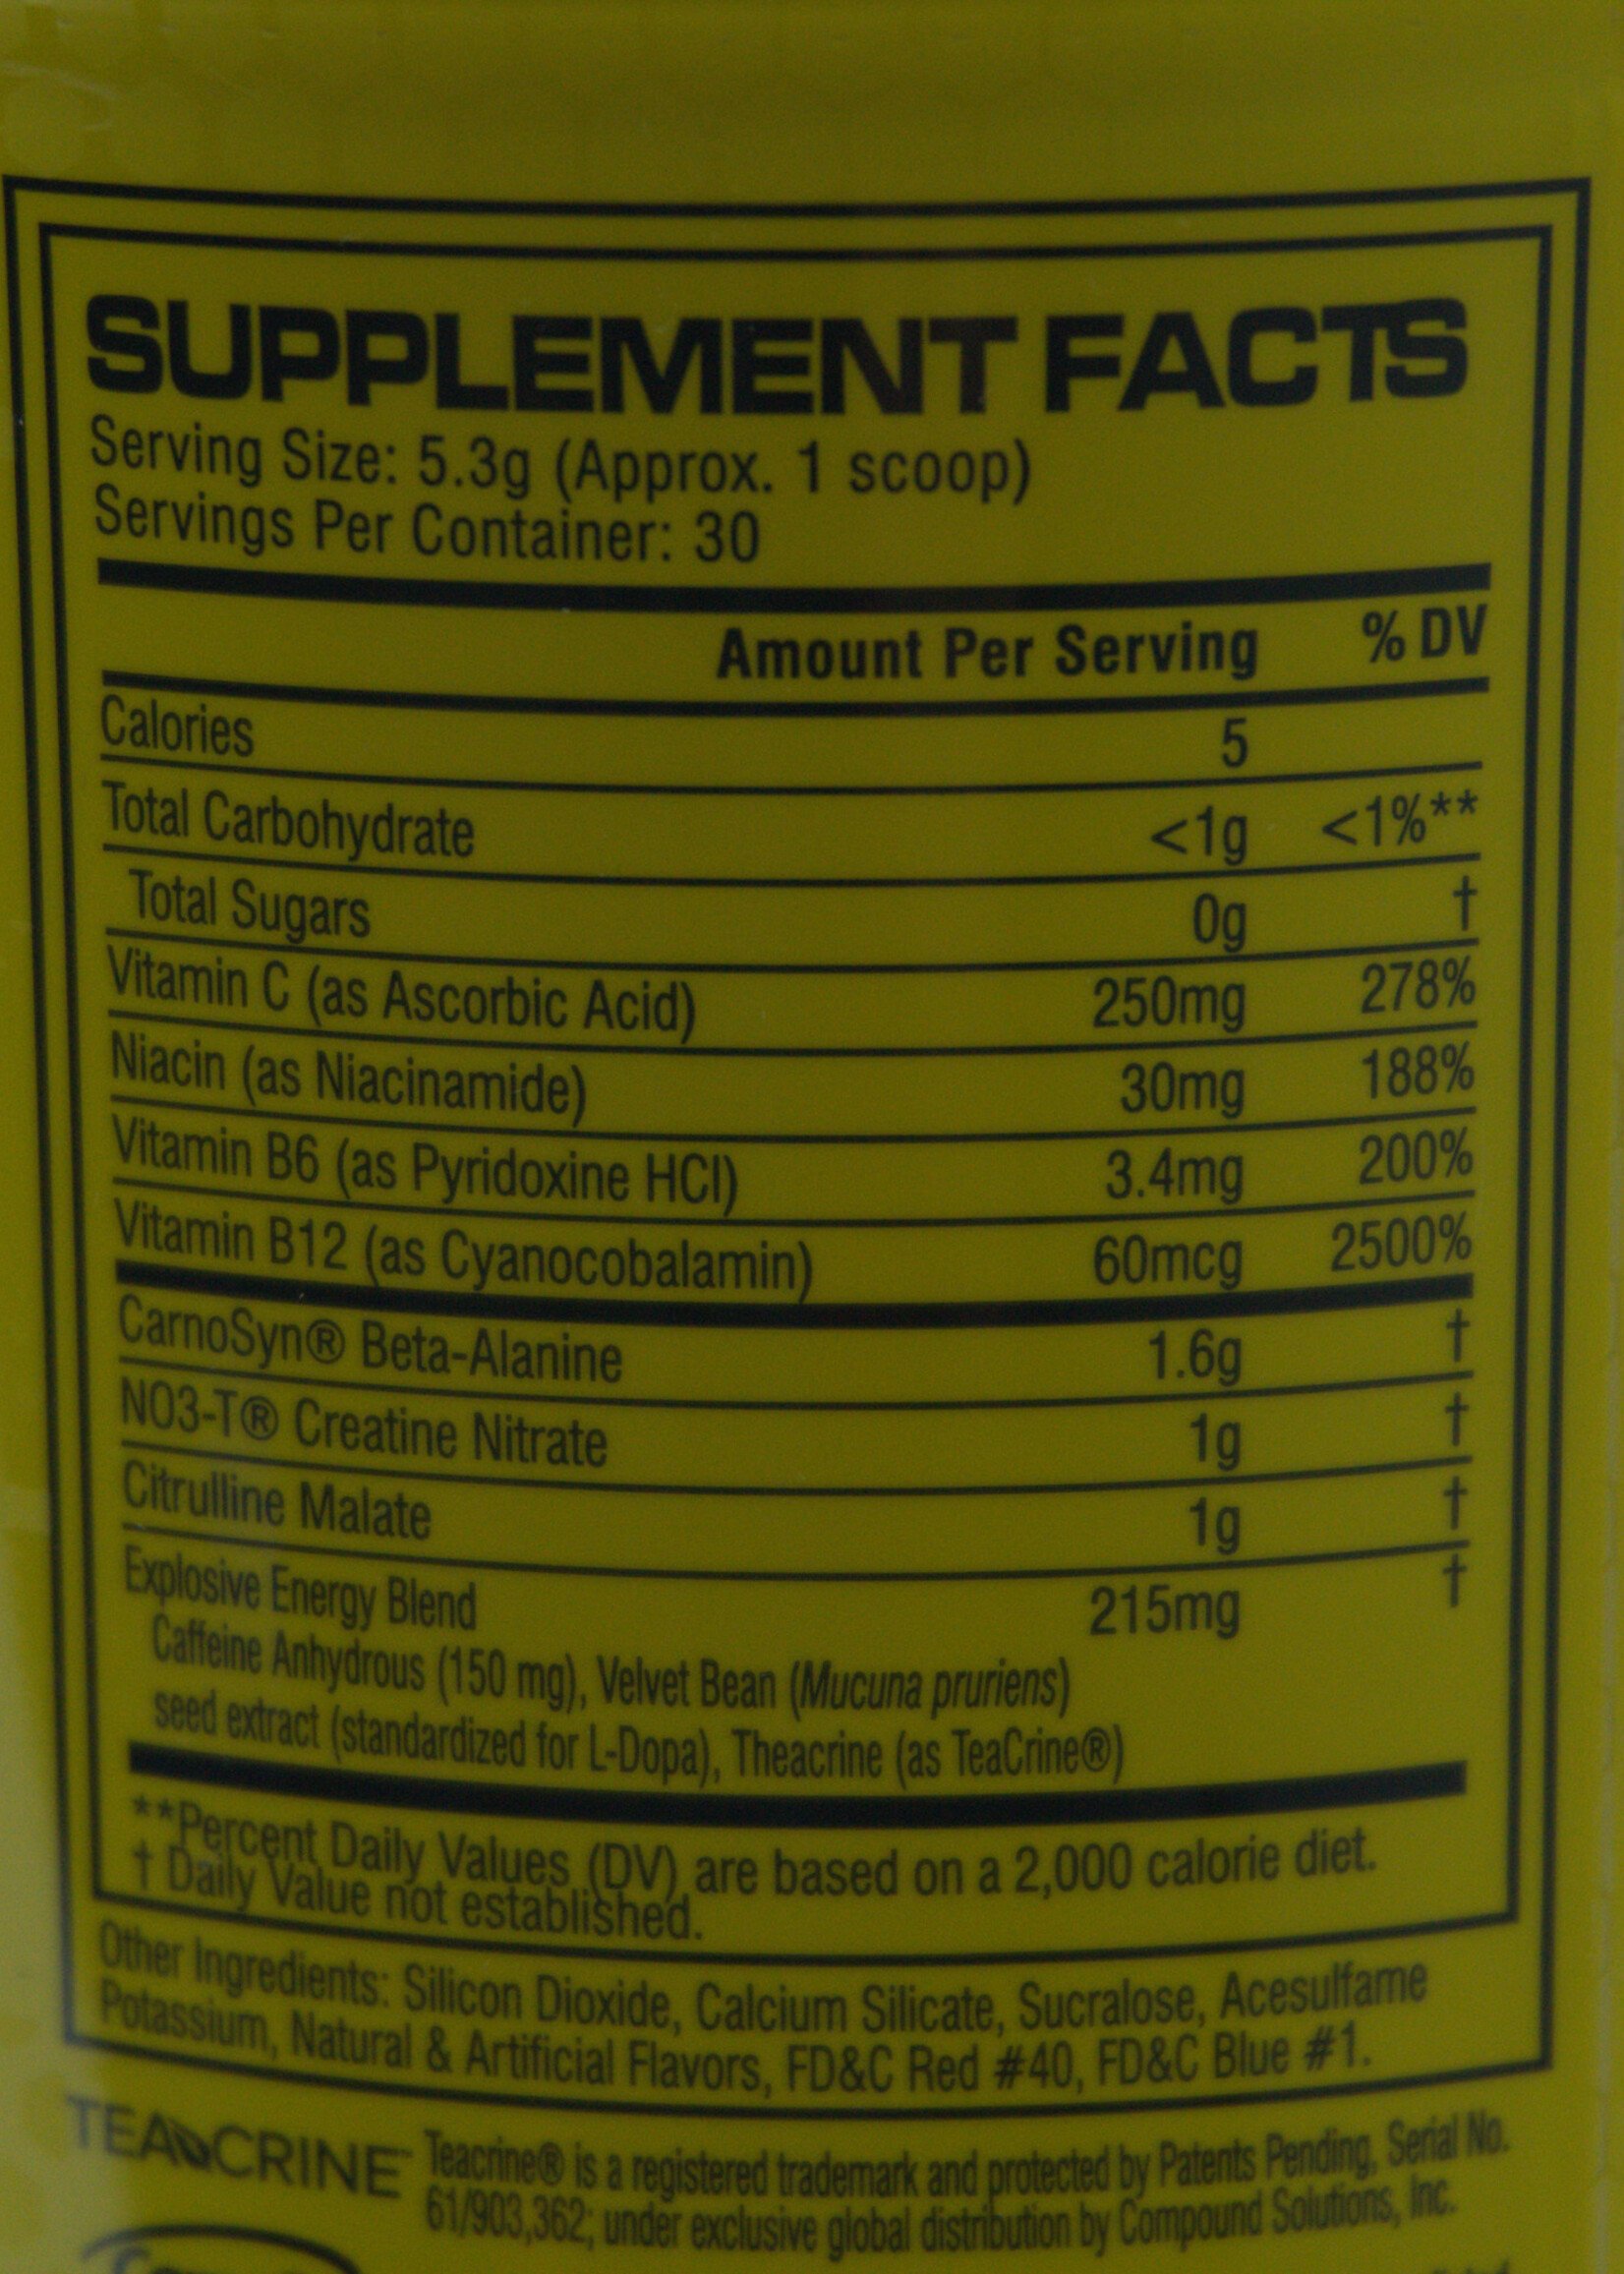 SUPPLEMENT FACTS
Serving Size: 5.3g (Approx. 1 scoop)
Servings Per Container: 30
Amount Per Serving % DV
Calories 5
Total Carbohydrate <1g <1%**
Total Sugars 0g †
Vitamin C (as Ascorbic Acid) 250mg 278%
Niacin (as Niacinamide) 30mg 188%
Vitamin B6 (as Pyridoxine HCl) 3.4mg 200%
Vitamin B12 (as Cyanocobalamin) 60mcg 2500%
CarnoSyn® Beta-Alanine 1.6g †
NO3-T® Creatine Nitrate 1g †
Citrulline Malate 1g †
Explosive Energy Blend 215mg †
Caffeine Anhydrous (150 mg), Velvet Bean (Mucuna pruriens)
seed extract (standardized for L-Dopa), Theacrine (as TeaCrine®)
**Percent Daily Values (DV) are based on a 2,000 calorie diet.
† Daily Value not established.
Other Ingredients: Silicon Dioxide, Calcium Silicate, Sucralose, Acesulfame
Potassium, Natural & Artificial Flavors, FD&C Red #40, FD&C Blue #1.
TEACRINE™ Teacrine® is a registered trademark and protected by Patents Pending, Serial No.
61/903,362; under exclusive global distribution by Compound Solutions, Inc.